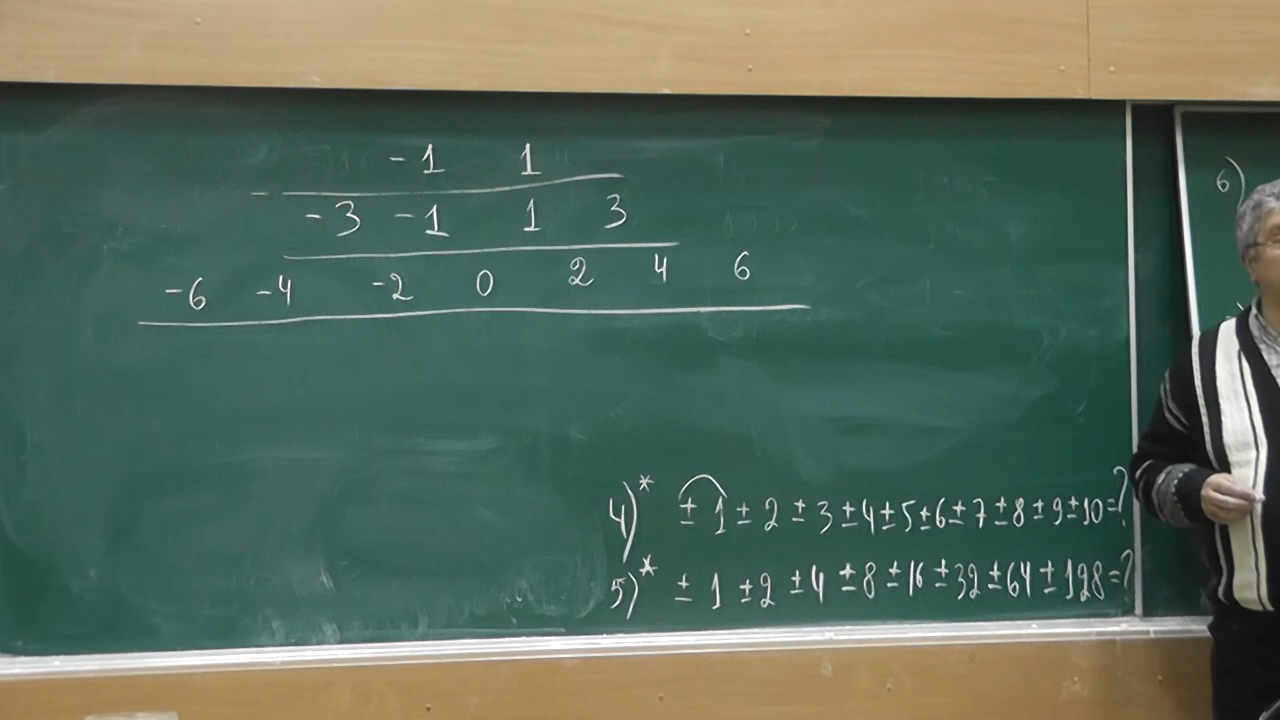 -1 1
-3 -1 1 3
-6 -4 -2 0 2 4 6
4)* ± 1 ± 2 ± 3 ± 4 ± 5 ± 6 ± 7 ± 8 ± 9 ± 10 = ?
5)* ± 1 ± 2 ± 4 ± 8 ± 16 ± 32 ± 64 ± 128 = ?
6)